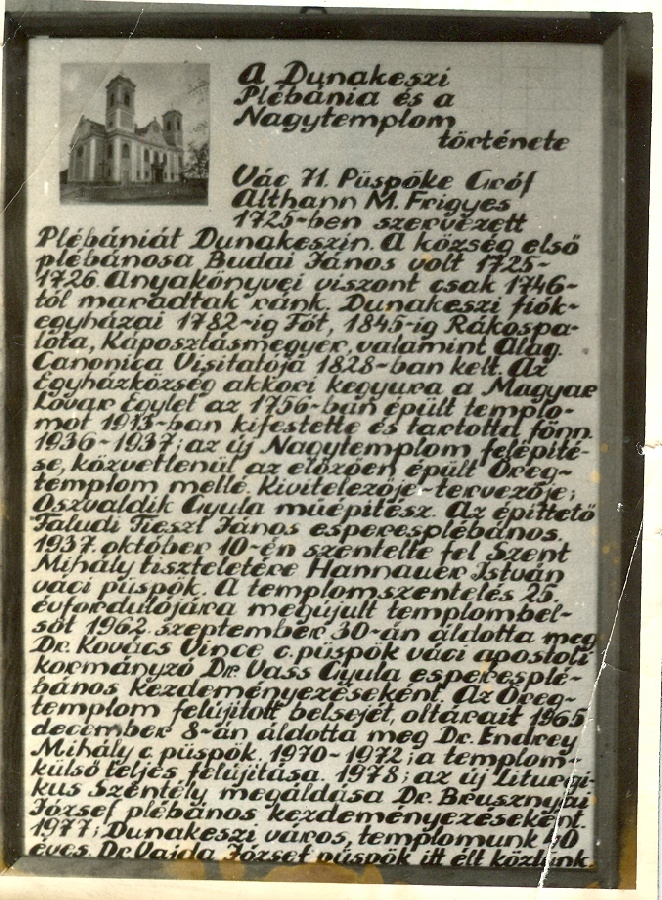 A Dunakeszi
Plébánia és a
Nagytemplom
története
Vác 71. Püspöke Gróf
Althann M. Frigyes
1725-ben szervezett
Plébániát Dunakeszin. A község első
plébánosa Budai János volt 1725-
1726. Anyakönyvei viszont csak 1746-
tól maradtak ránk. Dunakeszi fiók-
egyházai 1782-ig Fót, 1845-ig Rákospa-
lota, Káposztásmegyer, valamint Alag.
Canonica Visitatója 1828-ban kelt. Az
Egyházközség akkori kegyura a Magyar
Lovar Egylet az 1756-ban épült templo-
mot 1913-ban kifestette és tartotta fönn.
1936-1937; az új Nagytemplom felépíté-
se, közvetlenül az előzően épült Öreg-
templom mellé. Kivitelezője-tervezője;
Oszvaldik Gyula műépítész. Az építtető
Faludi Tieszl János esperesplébános.
1937. október 10-én szentelte fel Szent
Mihály tiszteletére Hannauer István
váci püspök. A templomszentelés 25.
évfordulójára megújult templombel-
sőt 1962. szeptember 30-án áldotta meg
Dr. Kovács Vince c. püspök váci apostoli
kormányzó Dr. Vass Gyula esperesplé-
bános kezdeményezéseként. Az Öreg-
templom felújított belsejét, oltárait 1965
december 8-án áldotta meg Dr. Endrey
Mihály c. püspök 1970-1972; a templom-
külső teljes felújítása. 1978; az új Liturgi-
kus Szentély megáldása Dr. Brusznyai
József plébános kezdeményezéseként.
1977; Dunakeszi város, templomunk 40
éves. Dr. Vajda József püspök itt élt köztünk.